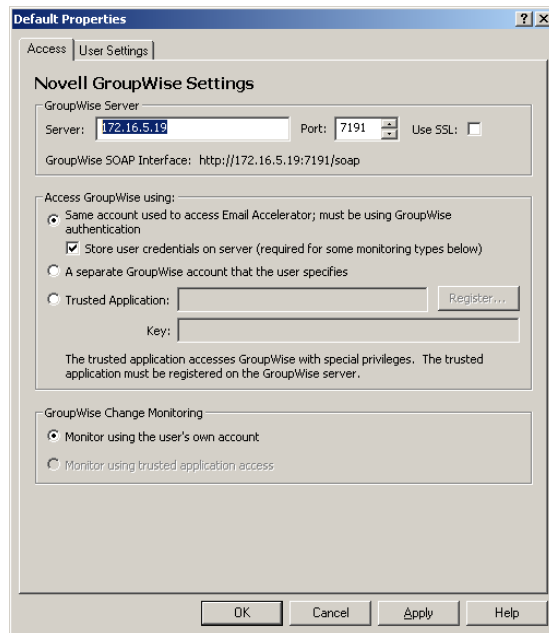 Default Properties
Access
User Settings
Novell GroupWise Settings
GroupWise Server
Server: 172.16.5.19 Port: 7191 Use SSL:
GroupWise SOAP Interface: http://172.16.5.19:7191/soap
Access GroupWise using:
Same account used to access Email Accelerator; must be using GroupWise
authentication
Store user credentials on server (required for some monitoring types below)
A separate GroupWise account that the user specifies
Trusted Application: Register...
Key:
The trusted application accesses GroupWise with special privileges. The trusted
application must be registered on the GroupWise server.
GroupWise Change Monitoring
Monitor using the user's own account
Monitor using trusted application access
OK Cancel Apply Help